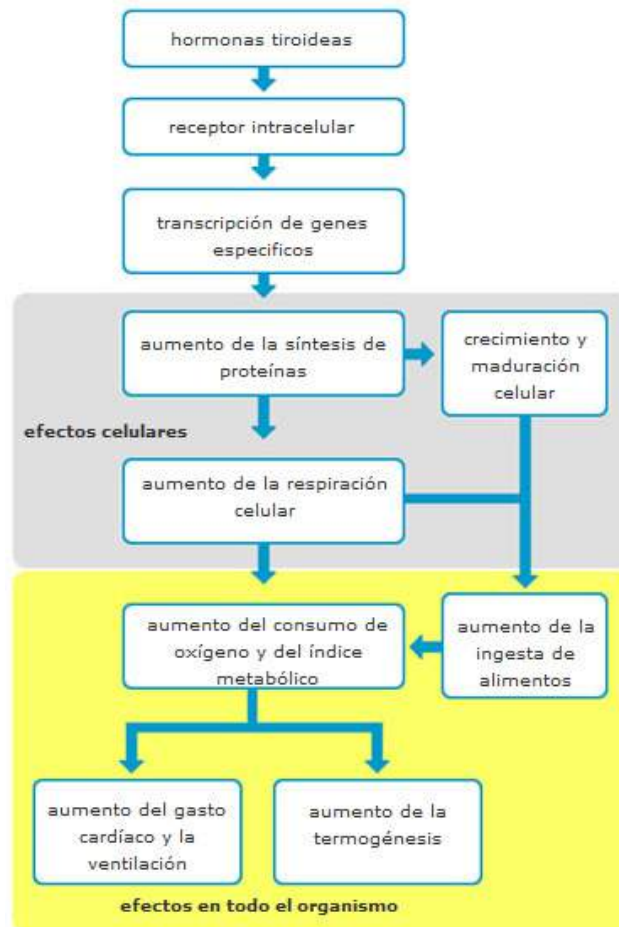 hormonas tiroideas
receptor intracelular
transcripción de genes
especificos
aumento de la síntesis de
proteínas
crecimiento y
maduración
celular
efectos celulares
aumento de la respiración
celular
aumento del consumo de
oxígeno y del índice
metabólico
aumento de la
ingesta de
alimentos
aumento del gasto
cardíaco y la
ventilación
aumento de la
termogénesis
efectos en todo el organismo